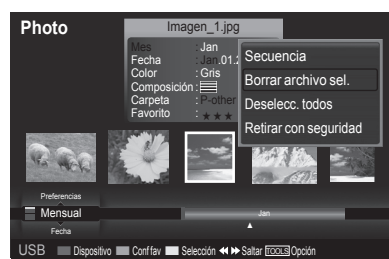 Photo
Imagen_1.jpg
Mes : Jan
Fecha : Jan.01.2
Color : Gris
Composición :
Carpeta : P-other
Favorito : ★★★
Secuencia
Borrar archivo sel.
Deselecc. todos
Retirar con seguridad
Preferencias
Mensual
Fecha
Jan
USB Dispositivo Conf fav Selección ◄◄ ►► Saltar TOOLS Opción